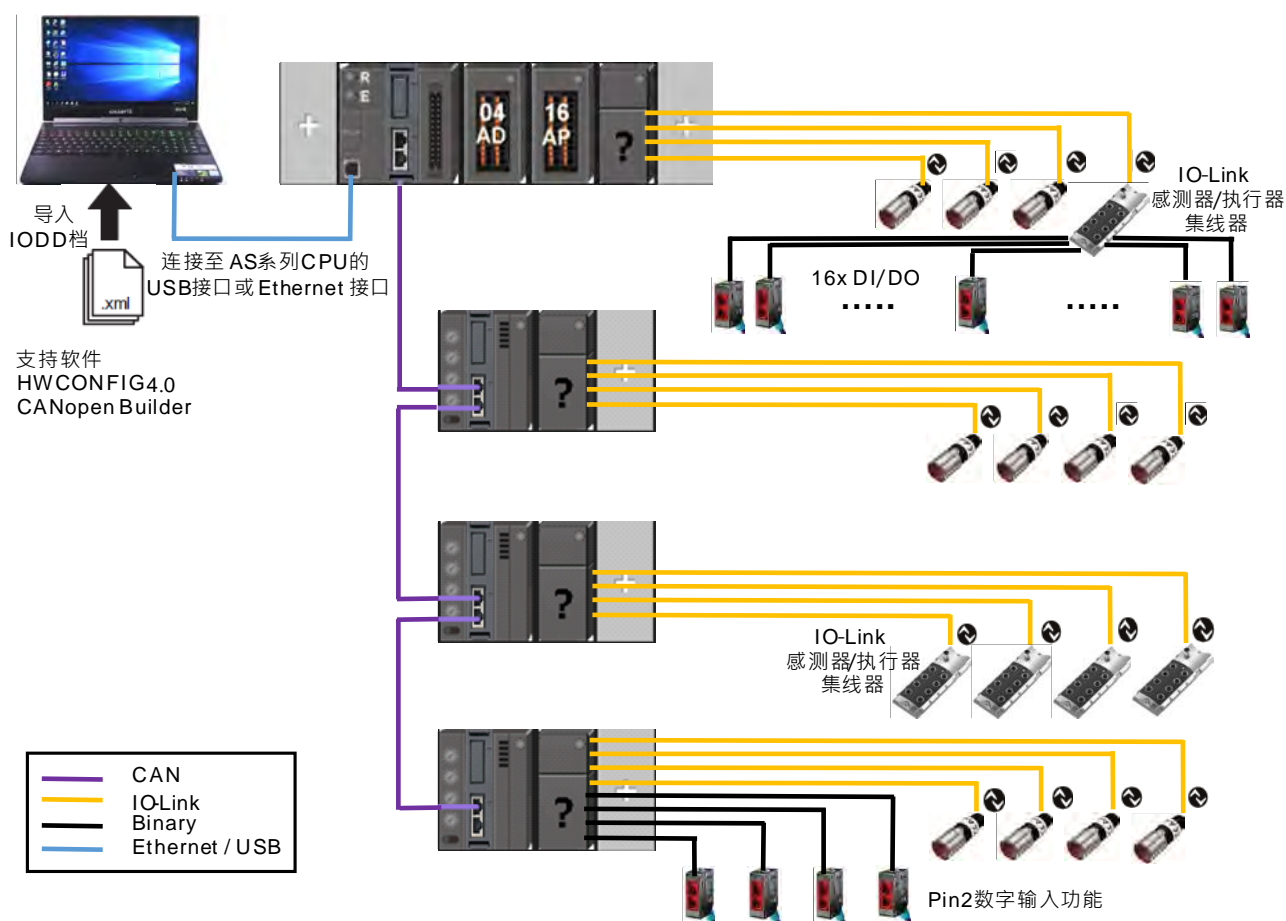 R
E
04
AD
16
AP
?
导入
IODD档
.xml
连接至 AS系列CPU的
USB接口或 Ethernet 接口
支持软件
HWCONFIG4.0
CANopen Builder
IO-Link
感测器/执行器
集线器
16x DI/DO
.....
.....
?
?
IO-Link
感测器/执行器
集线器
?
Pin2数字输入功能
CAN
IO-Link
Binary
Ethernet / USB